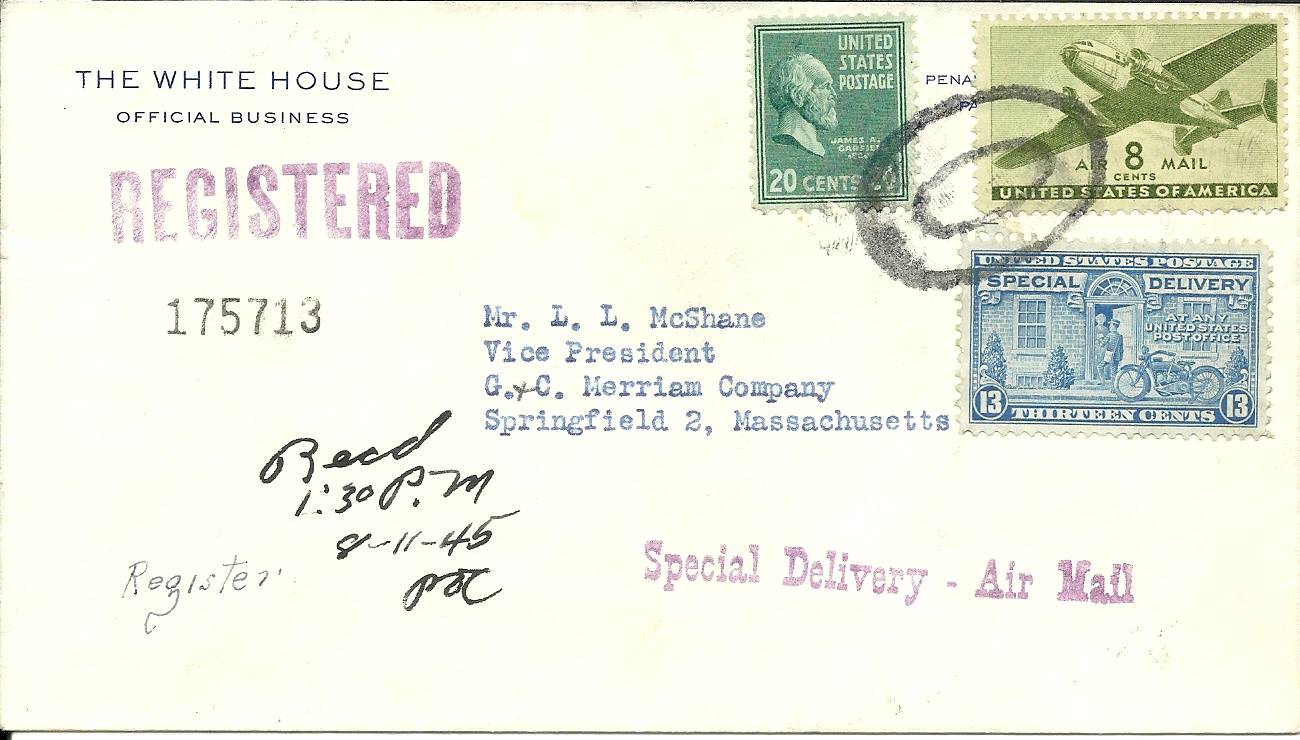 THE WHITE HOUSE
OFFICIAL BUSINESS
REGISTERED
175713
UNITED
STATES
POSTAGE
JAMES A.
20 CENTS 20
AIR 8 MAIL
CENTS
UNITED STATES OF AMERICA
UNITED STATES POSTAGE
SPECIAL DELIVERY
AT ANY
UNITED STATES
POST OFFICE
13 THIRTEEN CENTS 13
Mr. L. L. McShane
Vice President
G.+C. Merriam Company
Springfield 2, Massachusetts
Recd
1:30 P.M
8-11-45
Register
Special Delivery - Air Mail